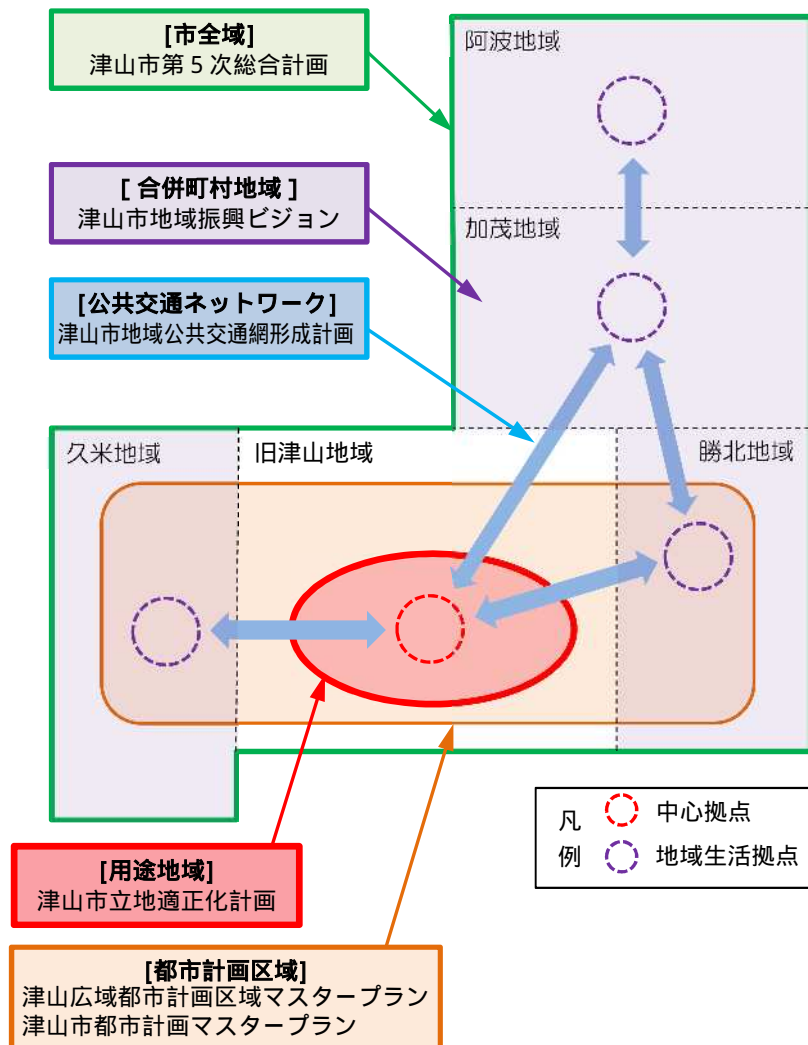 [市全域]
津山市第５次総合計画
阿波地域
[ 合併町村地域 ]
津山市地域振興ビジョン
加茂地域
[公共交通ネットワーク]
津山市地域公共交通網形成計画
久米地域
旧津山地域
勝北地域
凡
例
中心拠点
地域生活拠点
[用途地域]
津山市立地適正化計画
[都市計画区域]
津山広域都市計画区域マスタープラン
津山市都市計画マスタープラン